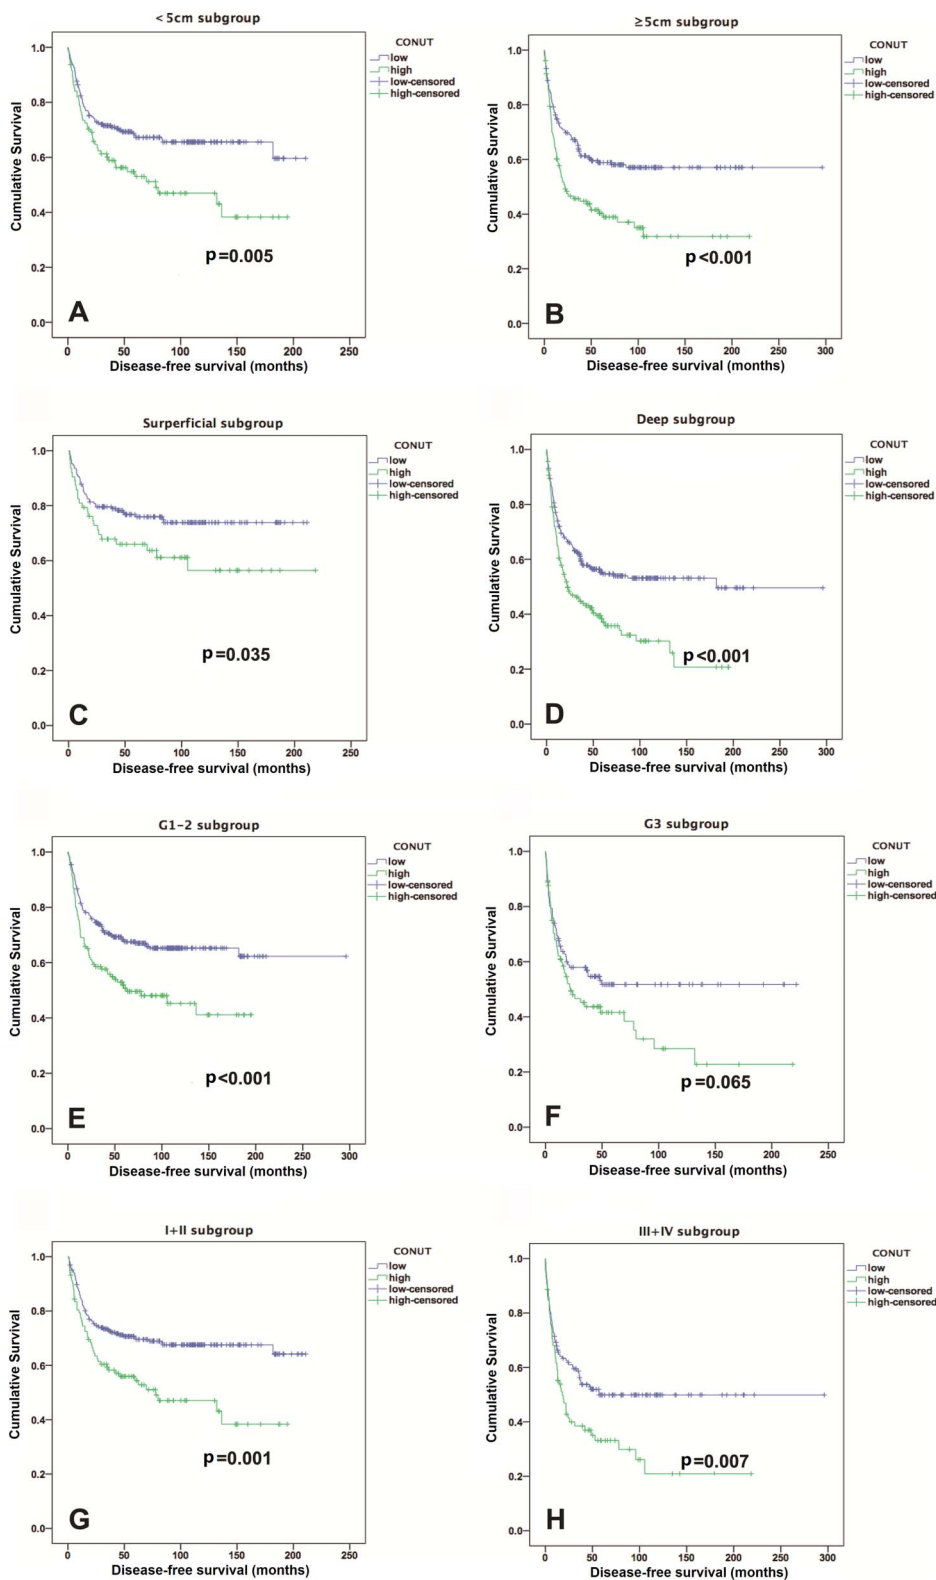 < 5cm subgroup
CONUT
low
high
low-censored
high-censored
Cumulative Survival
1.0
0.8
0.6
0.4
0.2
0.0
p=0.005
A
0 50 100 150 200 250
Disease-free survival (months)
≥5cm subgroup
CONUT
low
high
low-censored
high-censored
Cumulative Survival
1.0
0.8
0.6
0.4
0.2
0.0
p<0.001
B
0 50 100 150 200 250 300
Disease-free survival (months)
Surperficial subgroup
CONUT
low
high
low-censored
high-censored
Cumulative Survival
1.0
0.8
0.6
0.4
0.2
0.0
p=0.035
C
0 50 100 150 200 250
Disease-free survival (months)
Deep subgroup
CONUT
low
high
low-censored
high-censored
Cumulative Survival
1.0
0.8
0.6
0.4
0.2
0.0
p<0.001
D
0 50 100 150 200 250 300
Disease-free survival (months)
G1-2 subgroup
CONUT
low
high
low-censored
high-censored
Cumulative Survival
1.0
0.8
0.6
0.4
0.2
0.0
p<0.001
E
0 50 100 150 200 250 300
Disease-free survival (months)
G3 subgroup
CONUT
low
high
low-censored
high-censored
Cumulative Survival
1.0
0.8
0.6
0.4
0.2
0.0
p=0.065
F
0 50 100 150 200 250
Disease-free survival (months)
I+II subgroup
CONUT
low
high
low-censored
high-censored
Cumulative Survival
1.0
0.8
0.6
0.4
0.2
0.0
p=0.001
G
0 50 100 150 200 250
Disease-free survival (months)
III+IV subgroup
CONUT
low
high
low-censored
high-censored
Cumulative Survival
1.0
0.8
0.6
0.4
0.2
0.0
p=0.007
H
0 50 100 150 200 250 300
Disease-free survival (months)